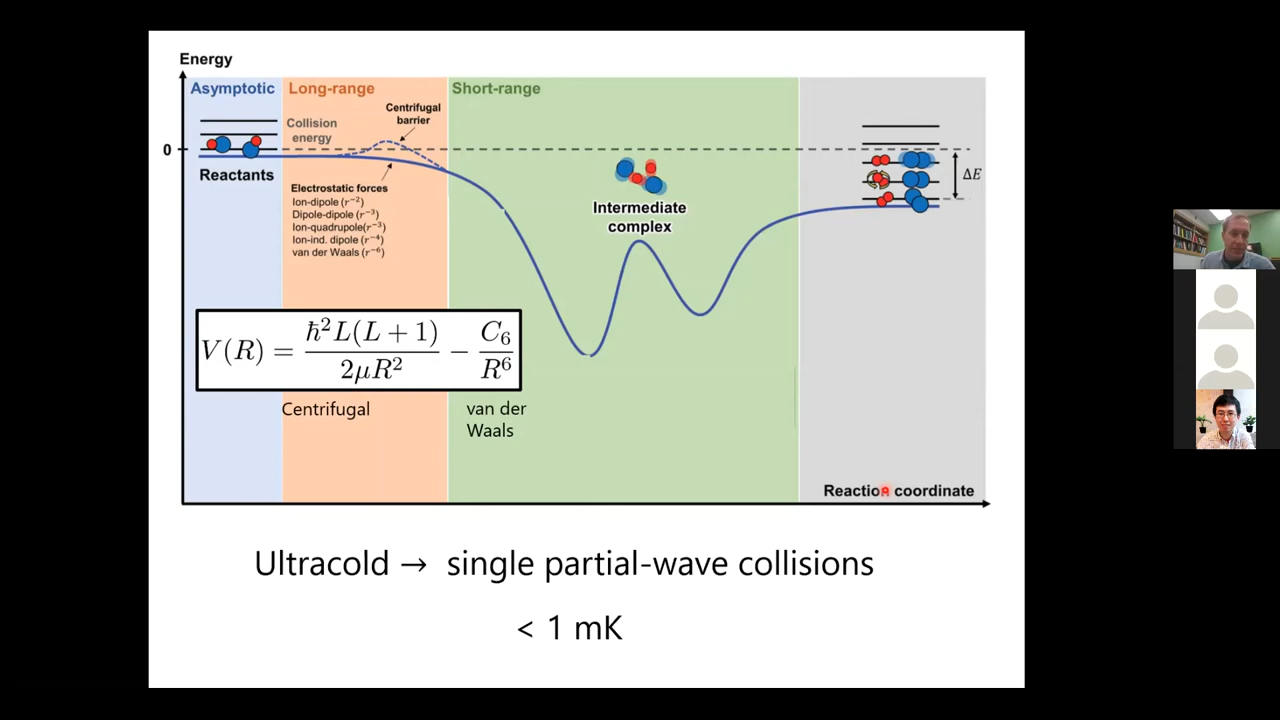 Energy
Asymptotic
Long-range
Short-range
Centrifugal
barrier
Collision
energy
0
Reactants
Electrostatic forces
Ion-dipole (r⁻²)
Dipole-dipole (r⁻³)
Ion-quadrupole(r⁻³)
Ion-ind. dipole (r⁻⁴)
van der Waals (r⁻⁶)
Intermediate
complex
ΔE
V(R) = ħ²L(L + 1)/2μR² − C₆/R⁶
Centrifugal
van der
Waals
Reaction coordinate
Ultracold → single partial-wave collisions
< 1 mK